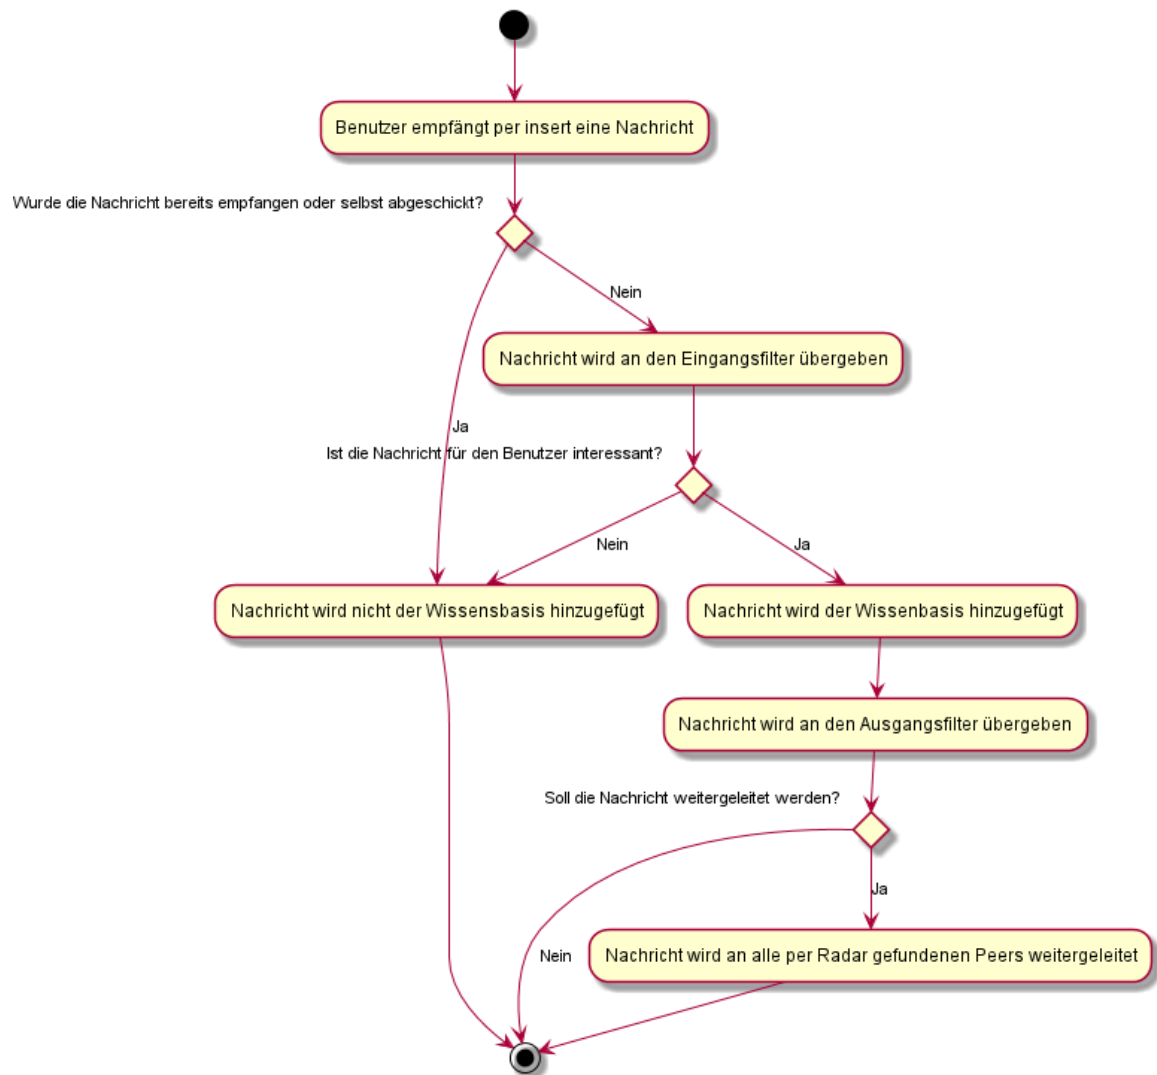 Benutzer empfängt per insert eine Nachricht
Wurde die Nachricht bereits empfangen oder selbst abgeschickt?
Nein
Nachricht wird an den Eingangsfilter übergeben
Ja
Ist die Nachricht für den Benutzer interessant?
Nein
Ja
Nachricht wird nicht der Wissensbasis hinzugefügt
Nachricht wird der Wissenbasis hinzugefügt
Nachricht wird an den Ausgangsfilter übergeben
Soll die Nachricht weitergeleitet werden?
Ja
Nein
Nachricht wird an alle per Radar gefundenen Peers weitergeleitet